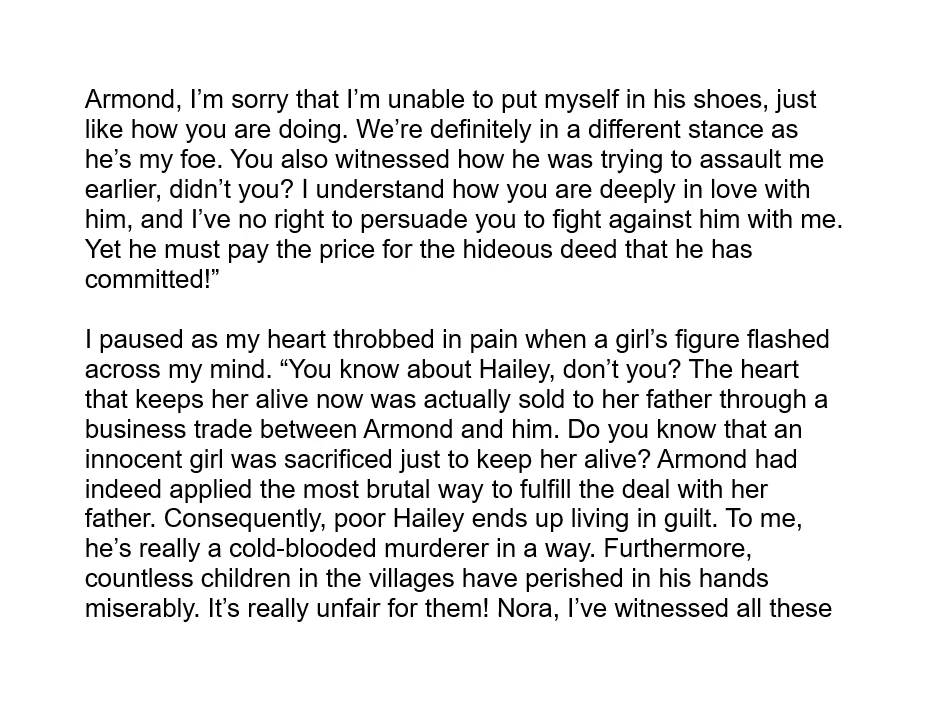 Armond, I’m sorry that I’m unable to put myself in his shoes, just
like how you are doing. We’re definitely in a different stance as
he’s my foe. You also witnessed how he was trying to assault me
earlier, didn’t you? I understand how you are deeply in love with
him, and I’ve no right to persuade you to fight against him with me.
Yet he must pay the price for the hideous deed that he has
committed!”
I paused as my heart throbbed in pain when a girl’s figure flashed
across my mind. “You know about Hailey, don’t you? The heart
that keeps her alive now was actually sold to her father through a
business trade between Armond and him. Do you know that an
innocent girl was sacrificed just to keep her alive? Armond had
indeed applied the most brutal way to fulfill the deal with her
father. Consequently, poor Hailey ends up living in guilt. To me,
he’s really a cold-blooded murderer in a way. Furthermore,
countless children in the villages have perished in his hands
miserably. It’s really unfair for them! Nora, I’ve witnessed all these